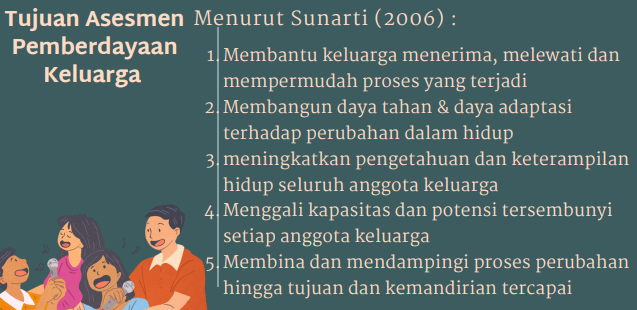 Tujuan Asesmen
Pemberdayaan
Keluarga
Menurut Sunarti (2006) :
1. Membantu keluarga menerima, melewati dan
mempermudah proses yang terjadi
2. Membangun daya tahan & daya adaptasi
terhadap perubahan dalam hidup
3. meningkatkan pengetahuan dan keterampilan
hidup seluruh anggota keluarga
4. Menggali kapasitas dan potensi tersembunyi
setiap anggota keluarga
5. Membina dan mendampingi proses perubahan
hingga tujuan dan kemandirian tercapai